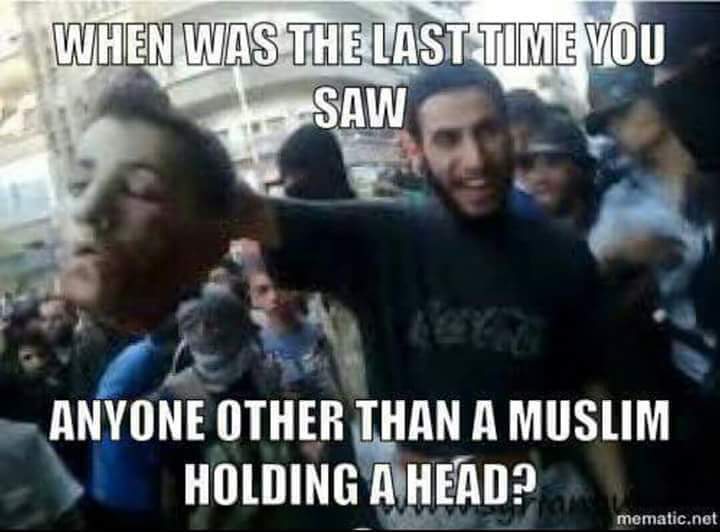 WHEN WAS THE LAST TIME YOU
SAW
ANYONE OTHER THAN A MUSLIM
HOLDING A HEAD?
mematic.net